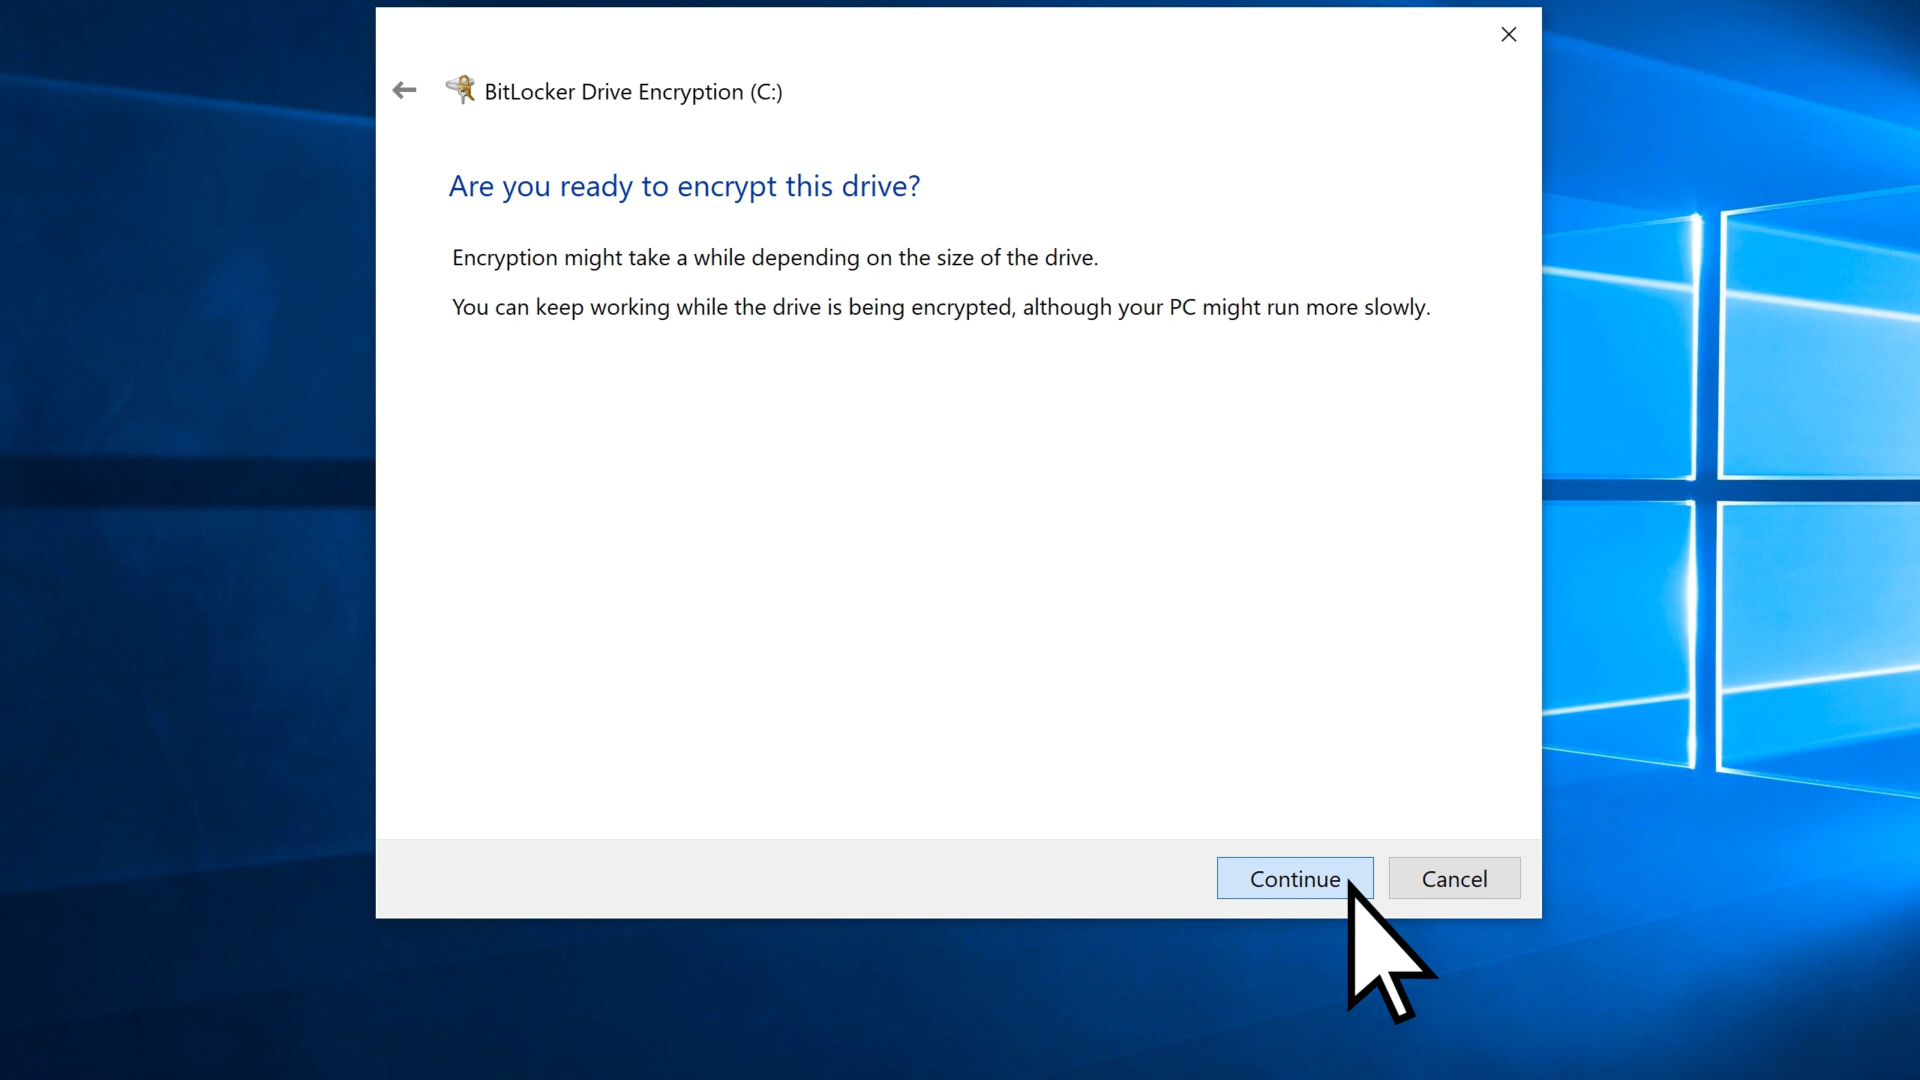 BitLocker Drive Encryption (C:)
Are you ready to encrypt this drive?
Encryption might take a while depending on the size of the drive.
You can keep working while the drive is being encrypted, although your PC might run more slowly.
Continue
Cancel